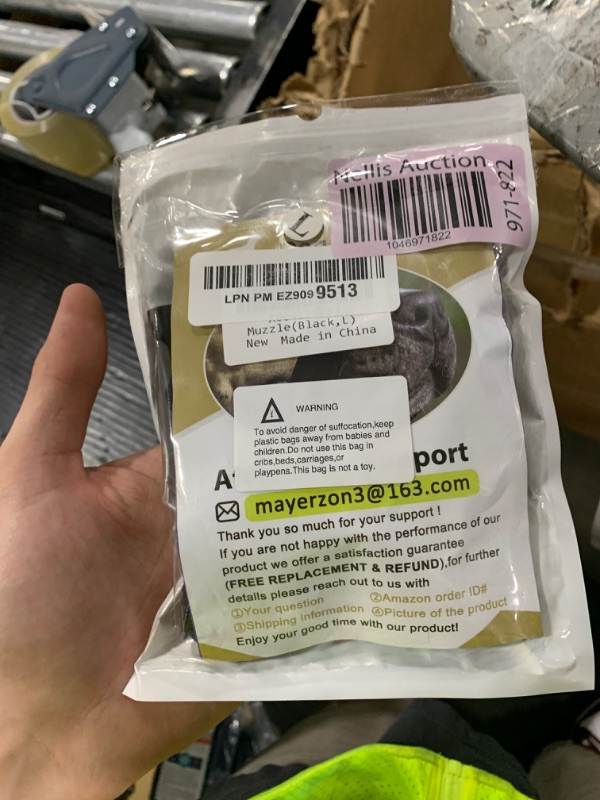 Nellis Auction
1046971822
971-822
L
LPN PM EZ909 9513
Muzzle(Black,L)
New Made in China
WARNING
To avoid danger of suffocation,keep
plastic bags away from babies and
children.Do not use this bag in
cribs,beds,carriages,or
playpens.This bag is not a toy.
mayerzon3@163.com
Thank you so much for your support !
If you are not happy with the performance of our
product we offer a satisfaction guarantee
(FREE REPLACEMENT & REFUND),for further
details please reach out to us with
①Your question ②Amazon order ID#
③Shipping information ④Picture of the product
Enjoy your good time with our product!